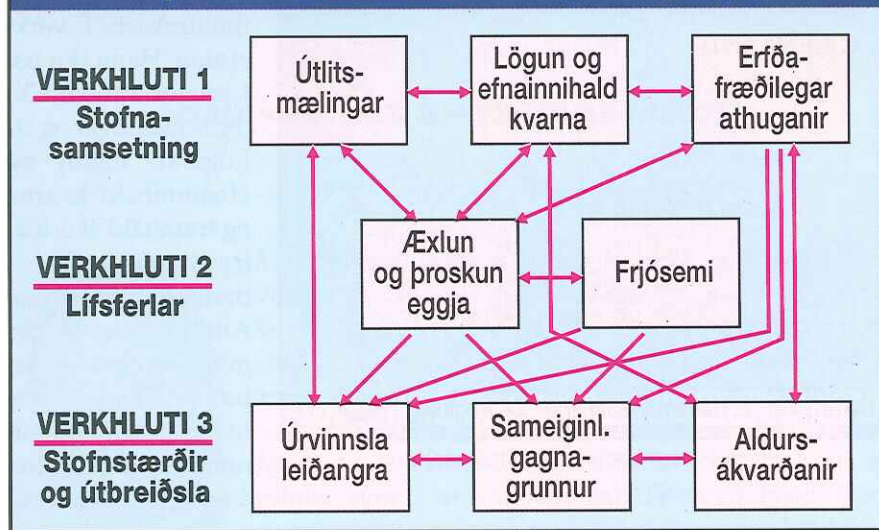 VERKHLUTI 1
Stofna-
samsetning
Útlits-
mælingar
Lögun og
efnainnihald
kvarna
Erfða-
fræðilegar
athuganir
VERKHLUTI 2
Lífsferlar
Æxlun
og þroskun
eggja
Frjósemi
VERKHLUTI 3
Stofnstærðir
og útbreiðsla
Úrvinnsla
leiðangra
Sameiginl.
gagna-
grunnur
Aldurs-
ákvarðanir